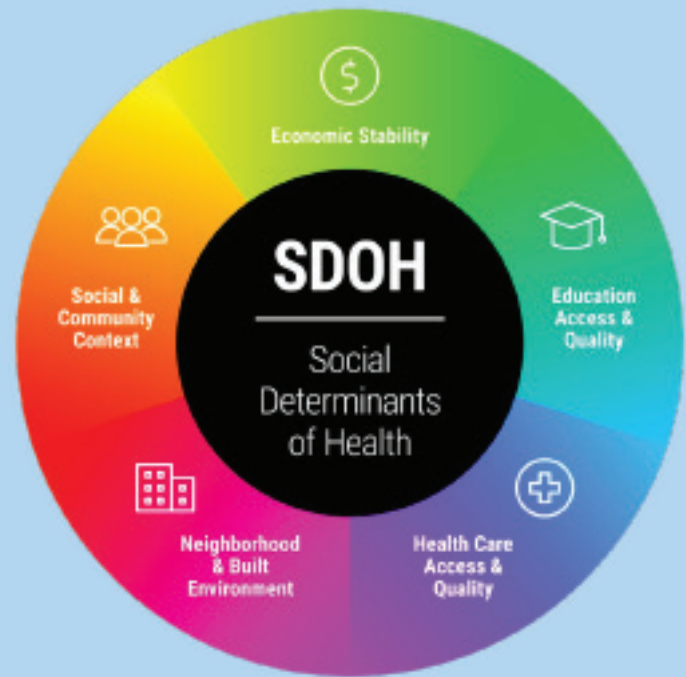 $
Economic Stability
Education
Access &
Quality
Health Care
Access &
Quality
Neighborhood
& Built
Environment
Social &
Community
Context
SDOH
Social
Determinants
of Health